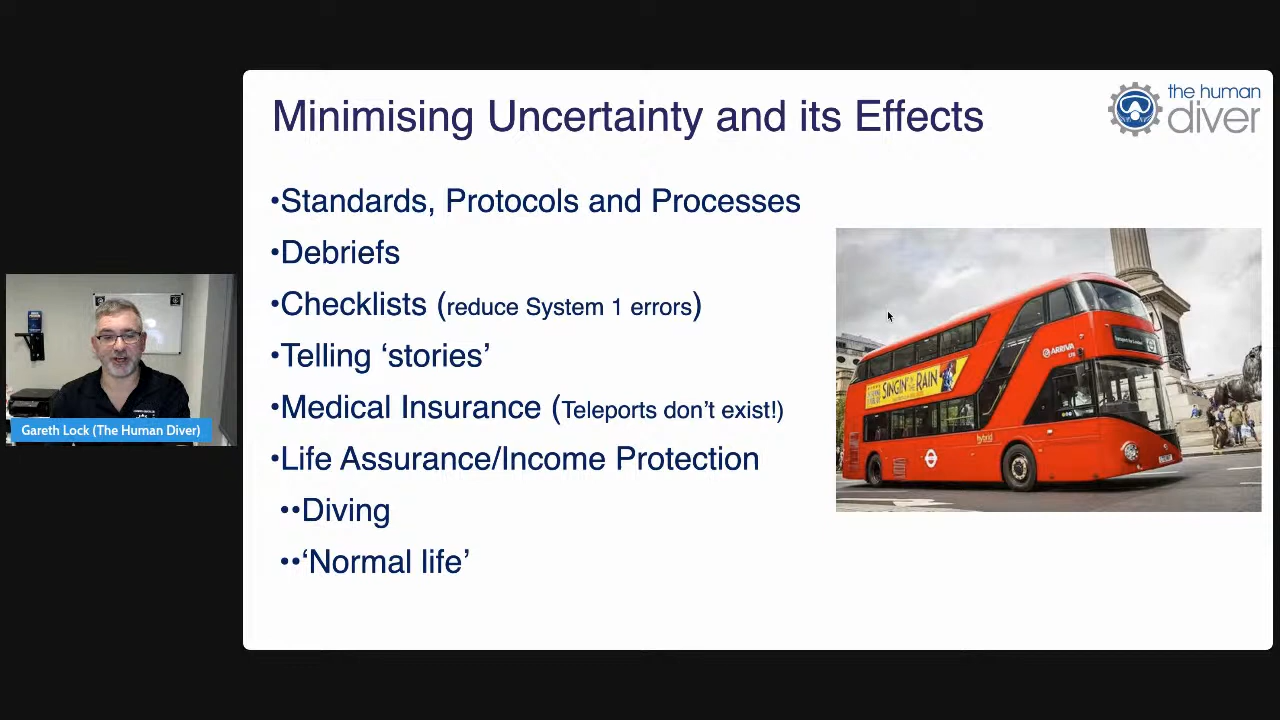 Minimising Uncertainty and its Effects
the human
diver
•Standards, Protocols and Processes
•Debriefs
•Checklists (reduce System 1 errors)
•Telling ‘stories’
•Medical Insurance (Teleports don’t exist!)
•Life Assurance/Income Protection
••Diving
••‘Normal life’
ARRIVA
SINGIN' IN THE RAIN
hybrid
Gareth Lock (The Human Diver)